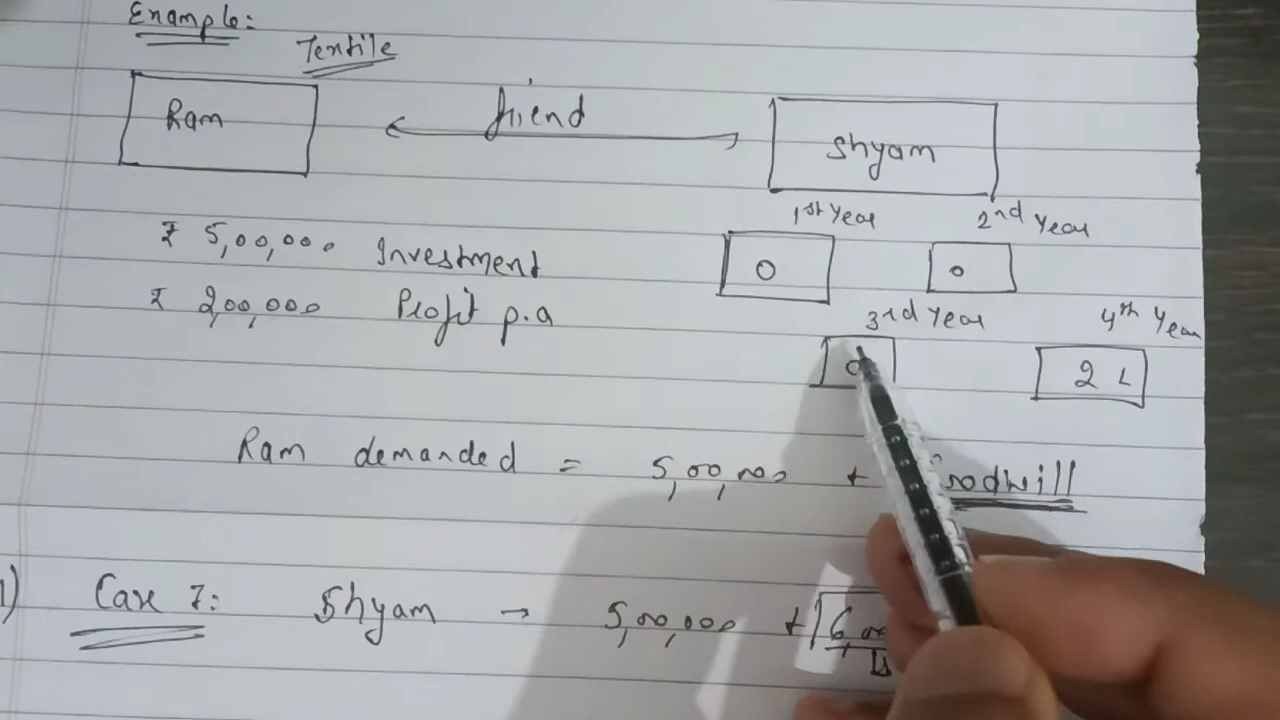 Example:
Textile
Ram friend Shyam
1st Year 2nd Year
₹ 5,00,000 Investment 0 0
₹ 2,00,000 Profit p.a
3rd Year 4th Year
2 L
Ram demanded = 5,00,000 +
1) Case I: Shyam → 5,00,000 +